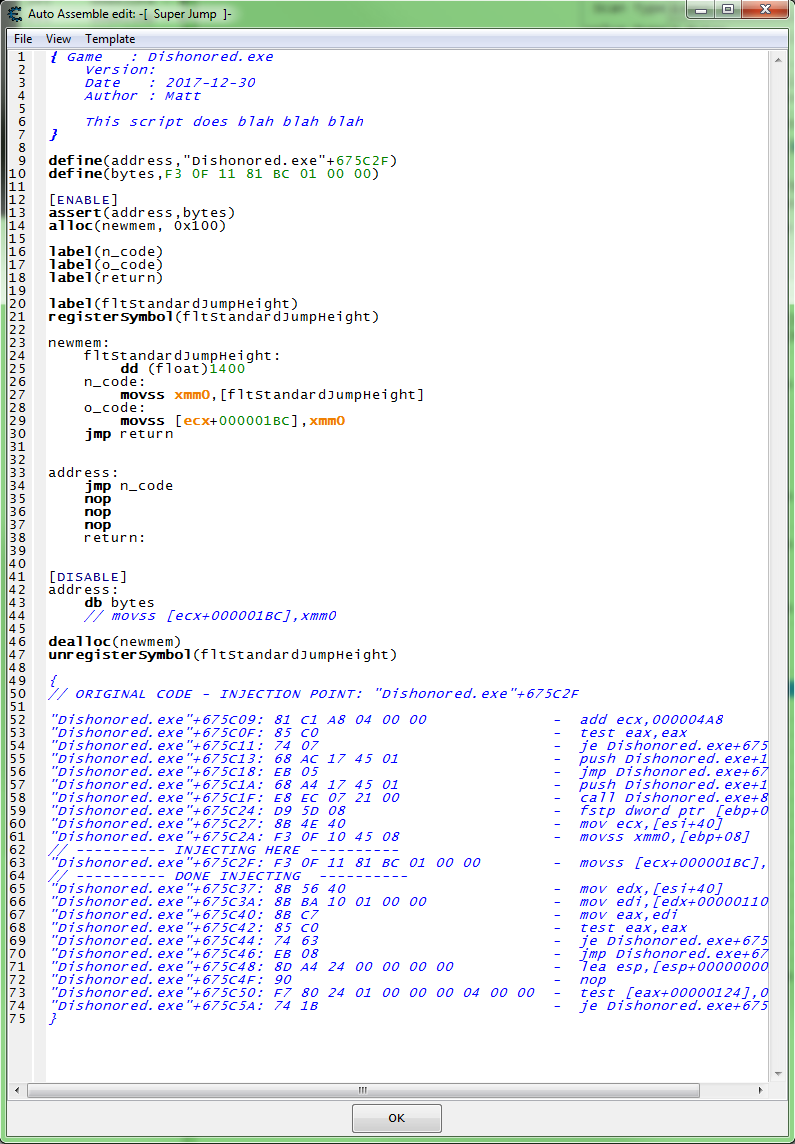 Auto Assemble edit: -[ Super Jump ]-
File View Template
1 { Game : Dishonored.exe
2 Version:
3 Date : 2017-12-30
4 Author : Matt
5
6 This script does blah blah blah
7 }
8
9 define(address,"Dishonored.exe"+675C2F)
10 define(bytes,F3 0F 11 81 BC 01 00 00)
11
12 [ENABLE]
13 assert(address,bytes)
14 alloc(newmem, 0x100)
15
16 label(n_code)
17 label(o_code)
18 label(return)
19
20 label(fltStandardJumpHeight)
21 registerSymbol(fltStandardJumpHeight)
22
23 newmem:
24 fltStandardJumpHeight:
25 dd (float)1400
26 n_code:
27 movss xmm0,[fltStandardJumpHeight]
28 o_code:
29 movss [ecx+000001BC],xmm0
30 jmp return
31
32
33 address:
34 jmp n_code
35 nop
36 nop
37 nop
38 return:
39
40
41 [DISABLE]
42 address:
43 db bytes
44 // movss [ecx+000001BC],xmm0
45
46 dealloc(newmem)
47 unregisterSymbol(fltStandardJumpHeight)
48
49 {
50 // ORIGINAL CODE - INJECTION POINT: "Dishonored.exe"+675C2F
51
52 "Dishonored.exe"+675C09: 81 C1 A8 04 00 00 - add ecx,000004A8
53 "Dishonored.exe"+675C0F: 85 C0 - test eax,eax
54 "Dishonored.exe"+675C11: 74 07 - je Dishonored.exe+675
55 "Dishonored.exe"+675C13: 68 AC 17 45 01 - push Dishonored.exe+1
56 "Dishonored.exe"+675C18: EB 05 - jmp Dishonored.exe+67
57 "Dishonored.exe"+675C1A: 68 A4 17 45 01 - push Dishonored.exe+1
58 "Dishonored.exe"+675C1F: E8 EC 07 21 00 - call Dishonored.exe+8
59 "Dishonored.exe"+675C24: D9 5D 08 - fstp dword ptr [ebp+0
60 "Dishonored.exe"+675C27: 8B 4E 40 - mov ecx,[esi+40]
61 "Dishonored.exe"+675C2A: F3 0F 10 45 08 - movss xmm0,[ebp+08]
62 // ---------- INJECTING HERE ----------
63 "Dishonored.exe"+675C2F: F3 0F 11 81 BC 01 00 00 - movss [ecx+000001BC],
64 // ---------- DONE INJECTING ----------
65 "Dishonored.exe"+675C37: 8B 56 40 - mov edx,[esi+40]
66 "Dishonored.exe"+675C3A: 8B BA 10 01 00 00 - mov edi,[edx+00000110
67 "Dishonored.exe"+675C40: 8B C7 - mov eax,edi
68 "Dishonored.exe"+675C42: 85 C0 - test eax,eax
69 "Dishonored.exe"+675C44: 74 63 - je Dishonored.exe+675
70 "Dishonored.exe"+675C46: EB 08 - jmp Dishonored.exe+67
71 "Dishonored.exe"+675C48: 8D A4 24 00 00 00 00 - lea esp,[esp+00000000
72 "Dishonored.exe"+675C4F: 90 - nop
73 "Dishonored.exe"+675C50: F7 80 24 01 00 00 00 04 00 00 - test [eax+00000124],0
74 "Dishonored.exe"+675C5A: 74 1B - je Dishonored.exe+675
75 }
OK